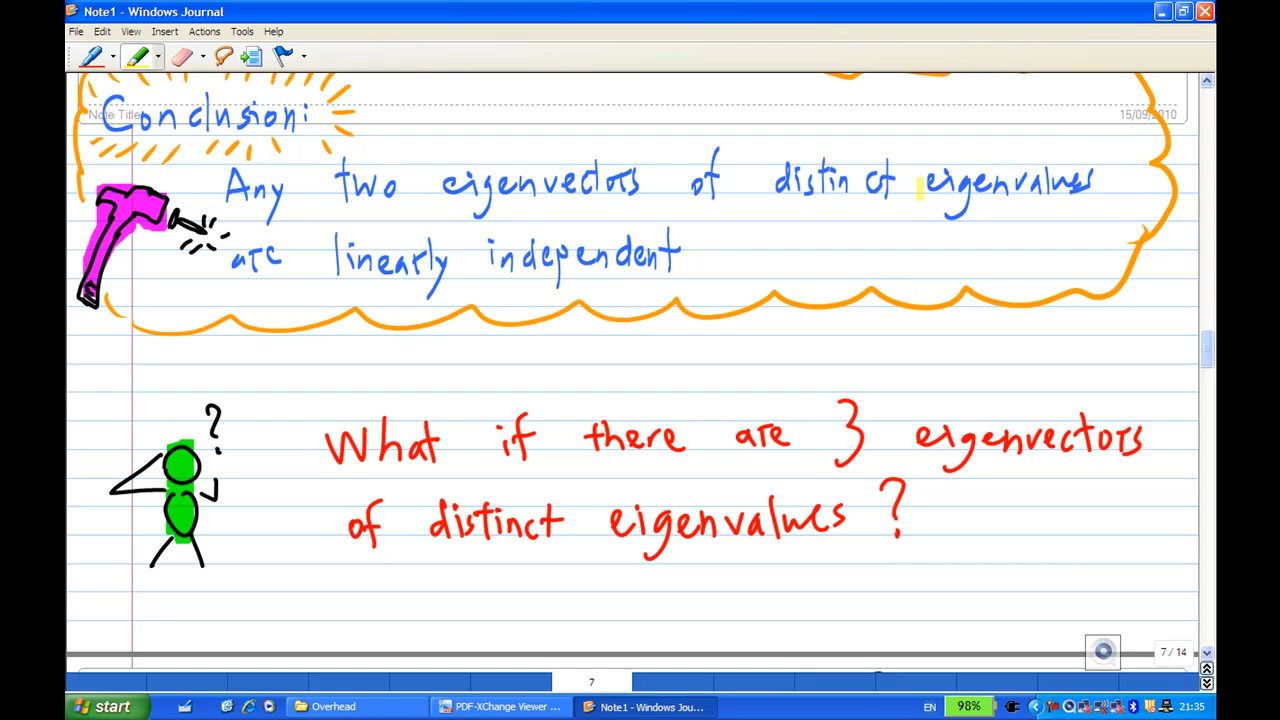 Note1 - Windows Journal
File Edit View Insert Actions Tools Help
Conclusion:
Note Title
15/09/2010
Any two eigenvectors of distinct eigenvalues
are linearly independent
?
What if there are 3 eigenvectors
of distinct eigenvalues ?
7 / 14
7
start
Overhead
PDF-XChange Viewer ...
Note1 - Windows Jou...
EN
98%
21:35